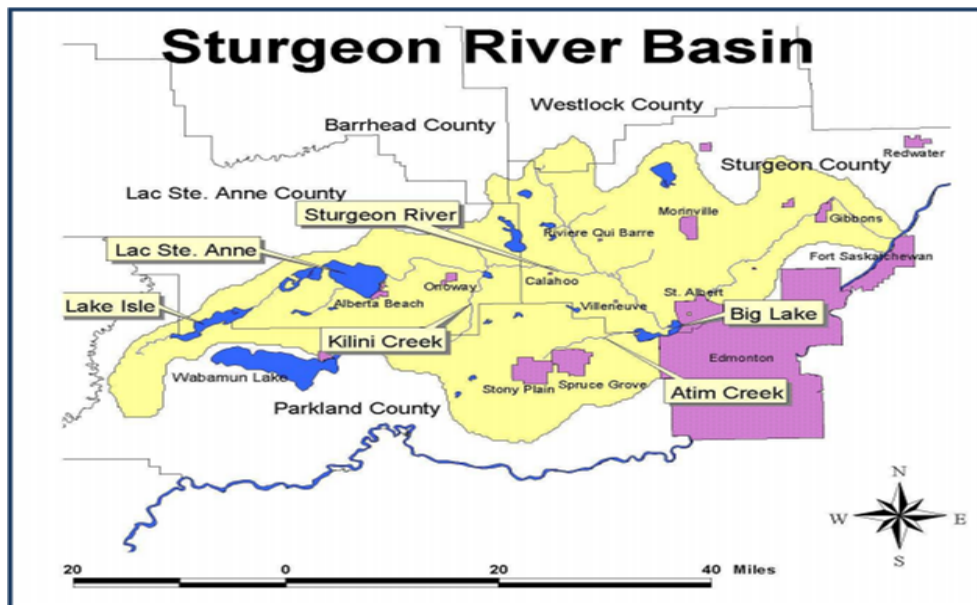 Sturgeon River Basin
Westlock County
Barrhead County
Redwater
Sturgeon County
Lac Ste. Anne County
Sturgeon River
Morinville
Gibbons
Riviere Qui Barre
Lac Ste. Anne
Fort Saskatchewan
Onoway
Calahoo
St. Albert
Lake Isle
Alberta Beach
Villeneuve
Big Lake
Kilini Creek
Edmonton
Wabamun Lake
Stony Plain
Spruce Grove
Atim Creek
Parkland County
N
W
E
S
20 0 20 40 Miles